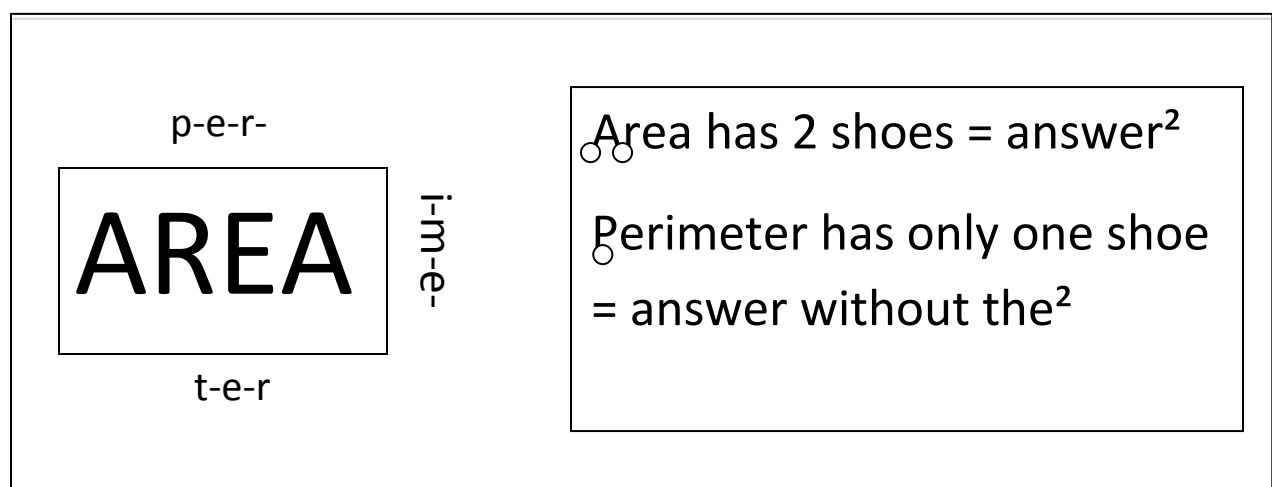 p-e-r-
AREA
i-m-e-
t-e-r
Area has 2 shoes = answer²
Perimeter has only one shoe
= answer without the²